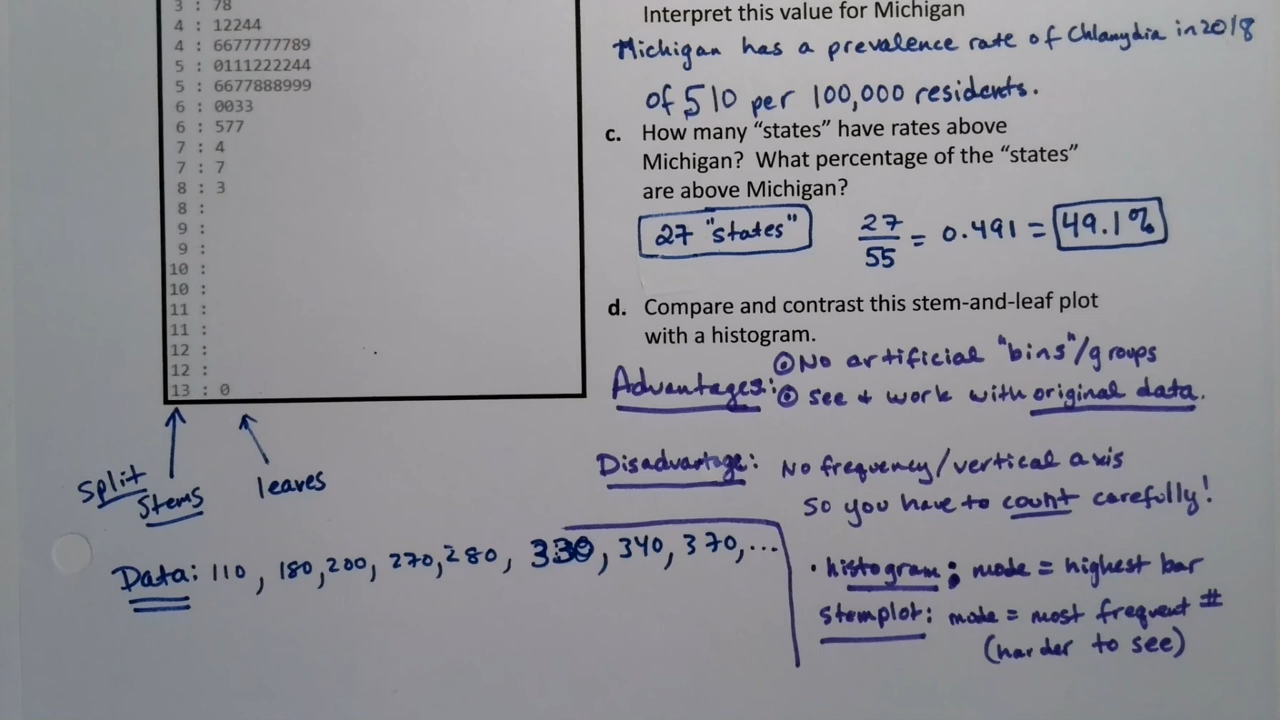 3 : 78
4 : 12244
4 : 6677777789
5 : 0111222244
5 : 6677888999
6 : 0033
6 : 577
7 : 4
7 : 7
8 : 3
8 :
9 :
9 :
10 :
10 :
11 :
11 :
12 :
12 :
13 : 0
split
stems
leaves
Data: 110, 180, 200, 270, 280, 330, 340, 370, ...
Interpret this value for Michigan
Michigan has a prevalence rate of Chlamydia in 2018
of 510 per 100,000 residents.
c. How many “states” have rates above
Michigan? What percentage of the “states”
are above Michigan?
27 "states" 27/55 = 0.491 = 49.1%
d. Compare and contrast this stem-and-leaf plot
with a histogram.
Advantages: ① No artificial "bins"/groups
② see + work with original data.
Disadvantage: No frequency/vertical axis
so you have to count carefully!
• histogram: mode = highest bar
stemplot: mode = most frequent #
(harder to see)